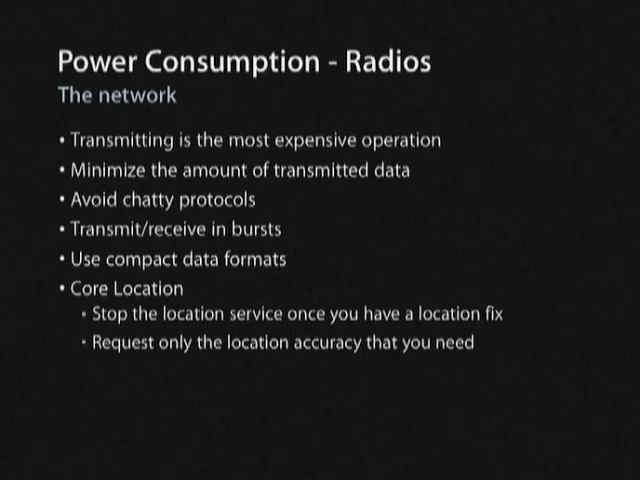 Power Consumption - Radios
The network
• Transmitting is the most expensive operation
• Minimize the amount of transmitted data
• Avoid chatty protocols
• Transmit/receive in bursts
• Use compact data formats
• Core Location
▪ Stop the location service once you have a location fix
▪ Request only the location accuracy that you need